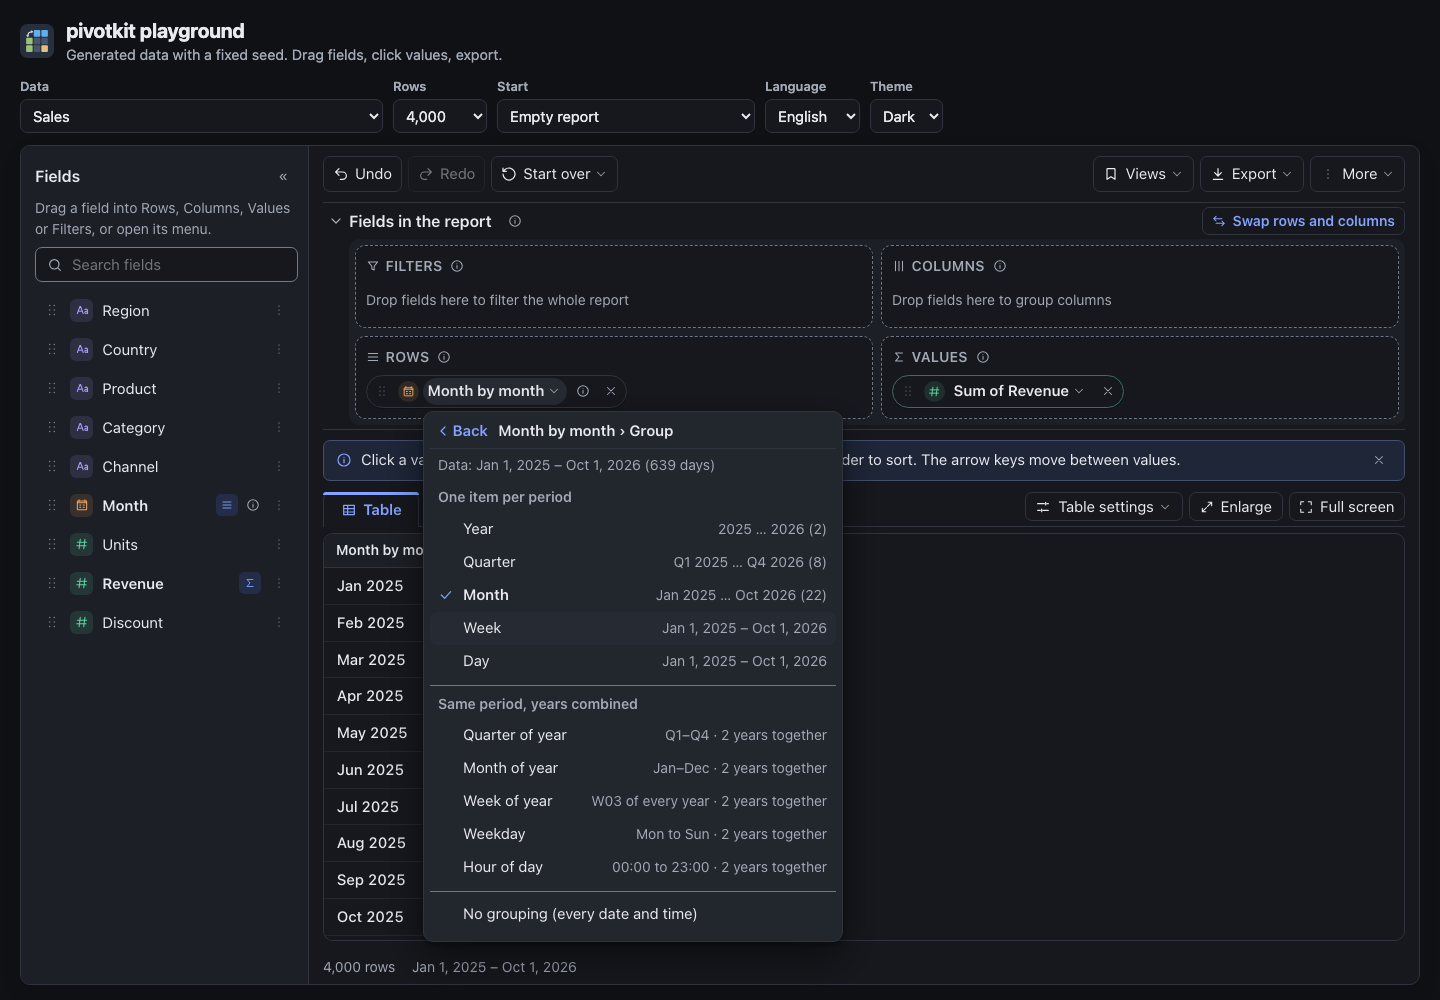 pivotkit playground
Generated data with a fixed seed. Drag fields, click values, export.
Data
Rows
Start
Language
Theme
Sales
4,000
Empty report
English
Dark
Fields
«
Drag a field into Rows, Columns, Values
or Filters, or open its menu.
Search fields
Aa Region
Aa Country
Aa Product
Aa Category
Aa Channel
Month
# Units
# Revenue Σ
# Discount
Undo
Redo
Start over
Views
Export
More
Fields in the report
Swap rows and columns
FILTERS
Drop fields here to filter the whole report
COLUMNS
Drop fields here to group columns
ROWS
Month by month
Σ VALUES
# Sum of Revenue
Back Month by month › Group
Data: Jan 1, 2025 – Oct 1, 2026 (639 days)
One item per period
Year 2025 ... 2026 (2)
Quarter Q1 2025 ... Q4 2026 (8)
Month Jan 2025 ... Oct 2026 (22)
Week Jan 1, 2025 – Oct 1, 2026
Day Jan 1, 2025 – Oct 1, 2026
Same period, years combined
Quarter of year Q1–Q4 · 2 years together
Month of year Jan–Dec · 2 years together
Week of year W03 of every year · 2 years together
Weekday Mon to Sun · 2 years together
Hour of day 00:00 to 23:00 · 2 years together
No grouping (every date and time)
Click a va
der to sort. The arrow keys move between values.
Table
Table settings
Enlarge
Full screen
Month by mo
Jan 2025
Feb 2025
Mar 2025
Apr 2025
May 2025
Jun 2025
Jul 2025
Aug 2025
Sep 2025
Oct 2025
4,000 rows Jan 1, 2025 – Oct 1, 2026